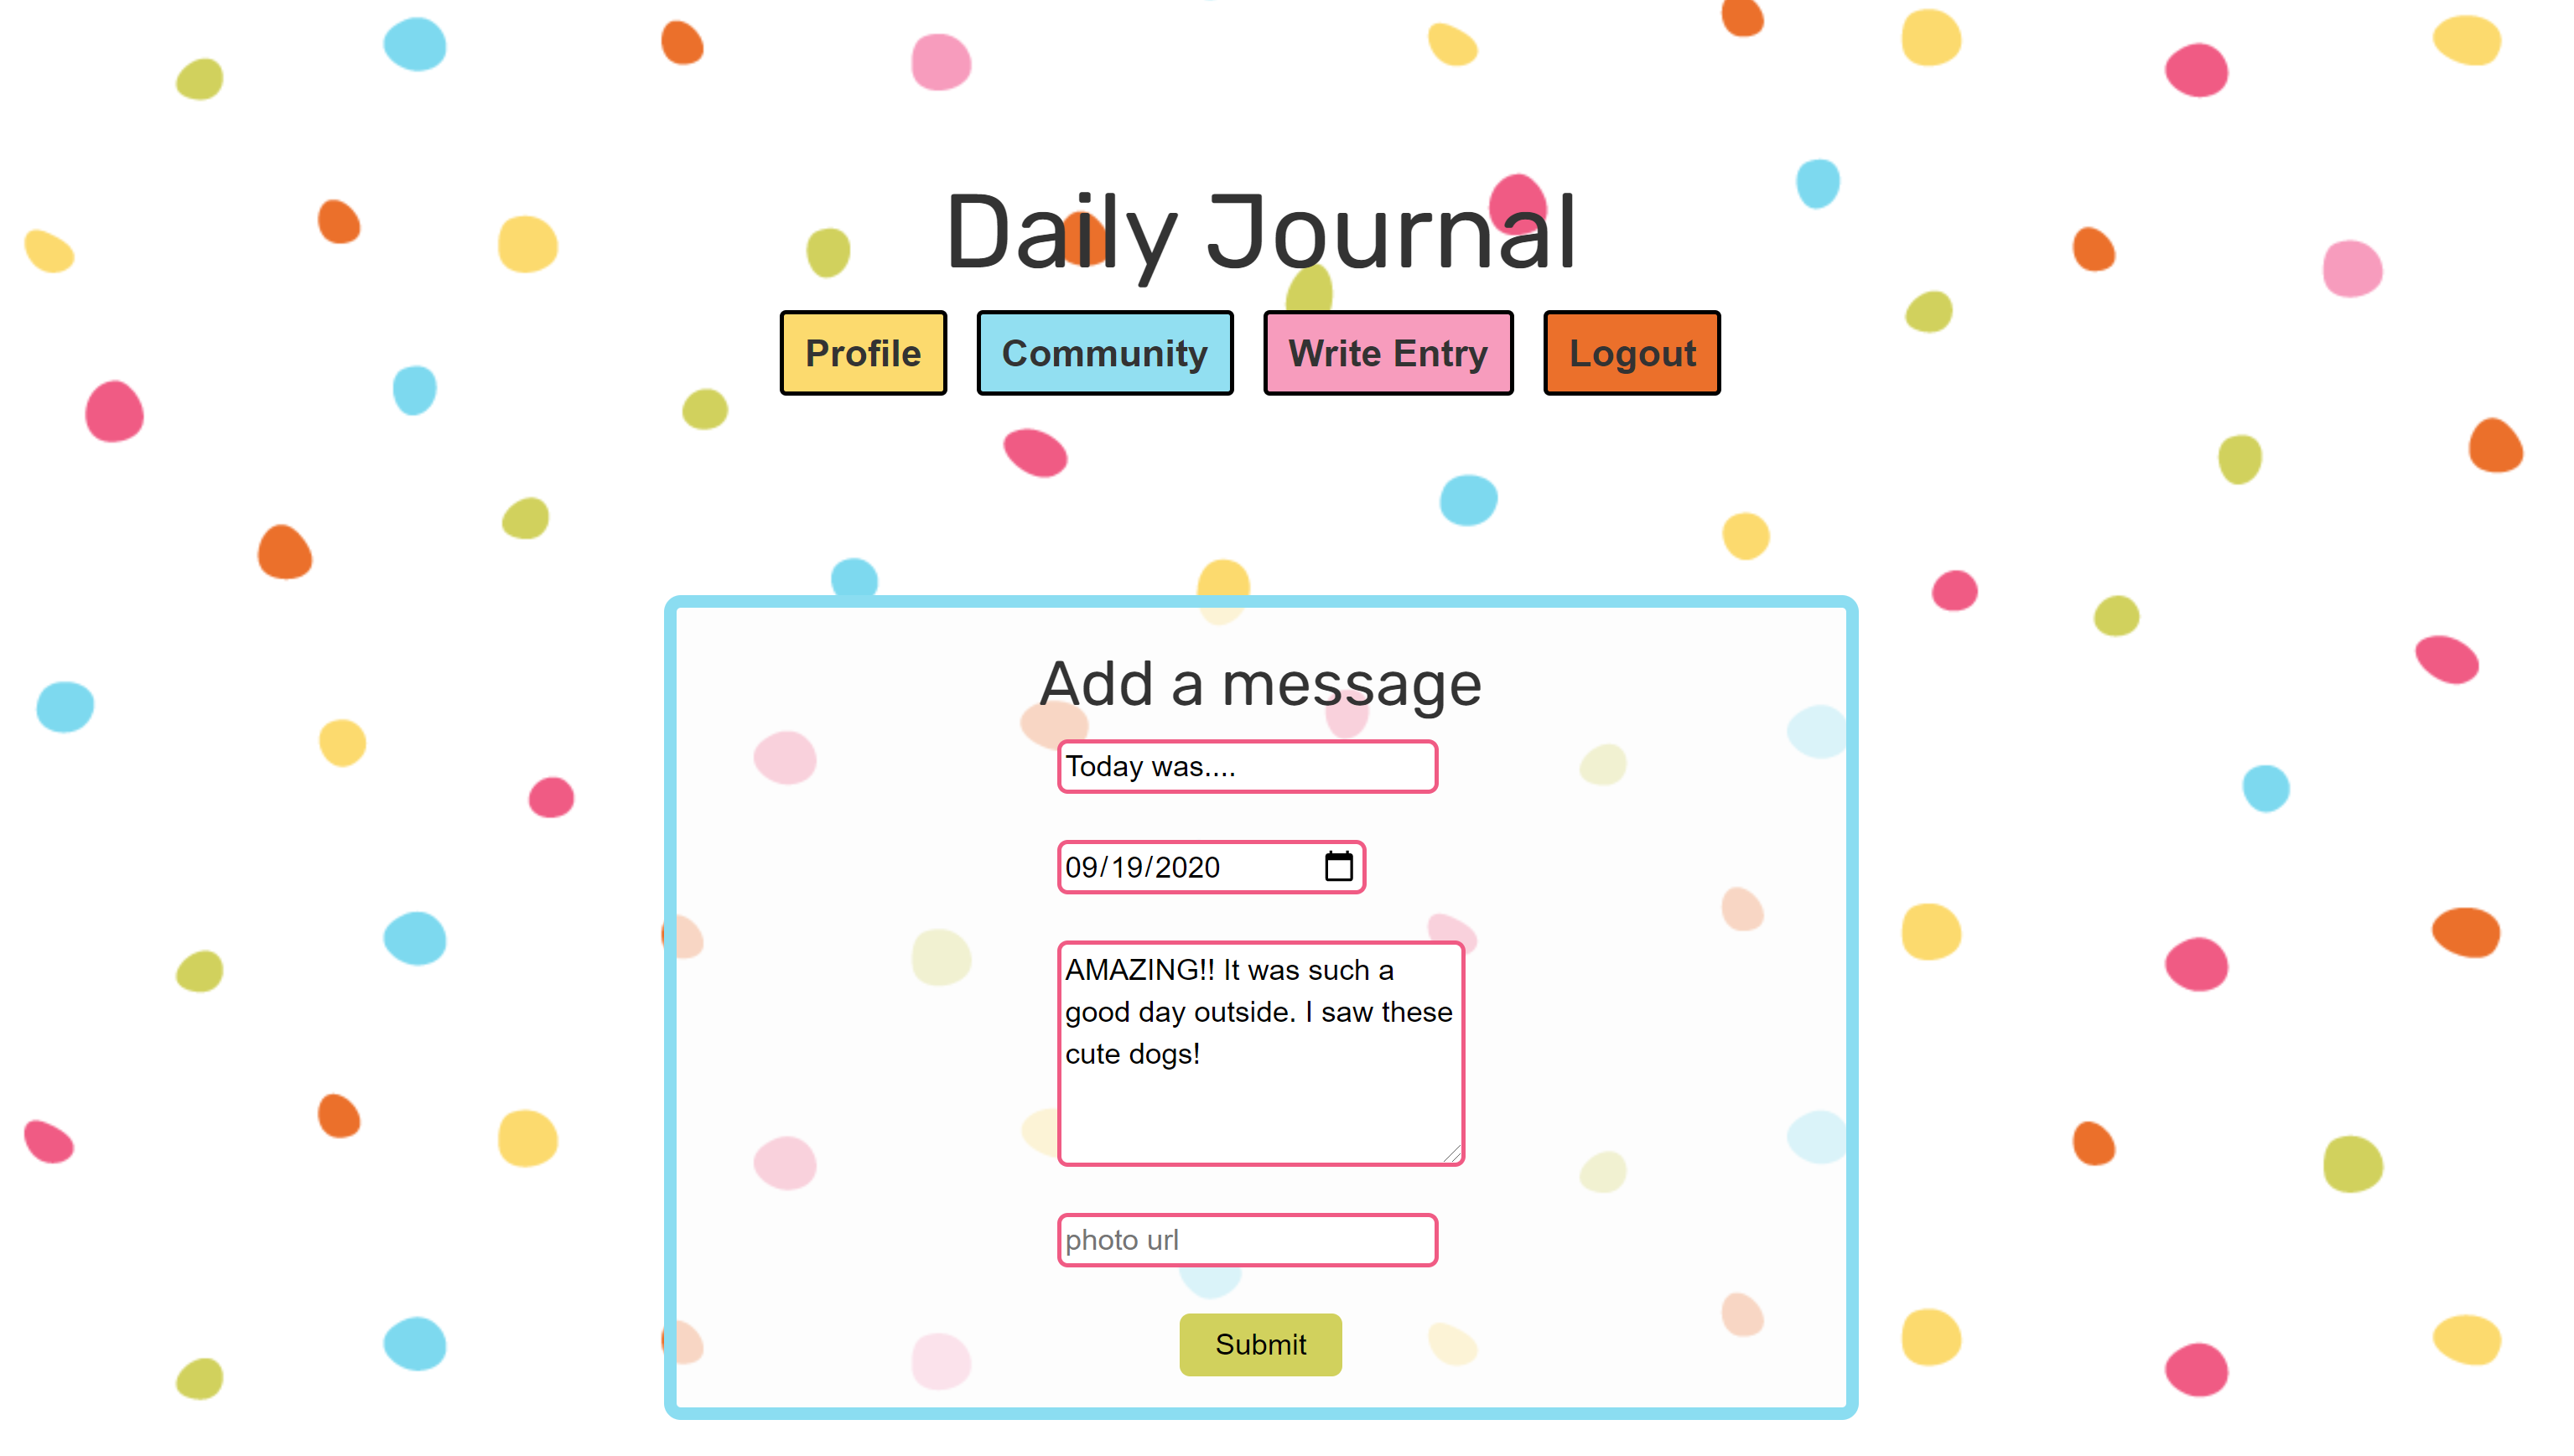 Daily Journal
Profile Community Write Entry Logout
Add a message
Today was....
09/19/2020
AMAZING!! It was such a
good day outside. I saw these
cute dogs!
photo url
Submit